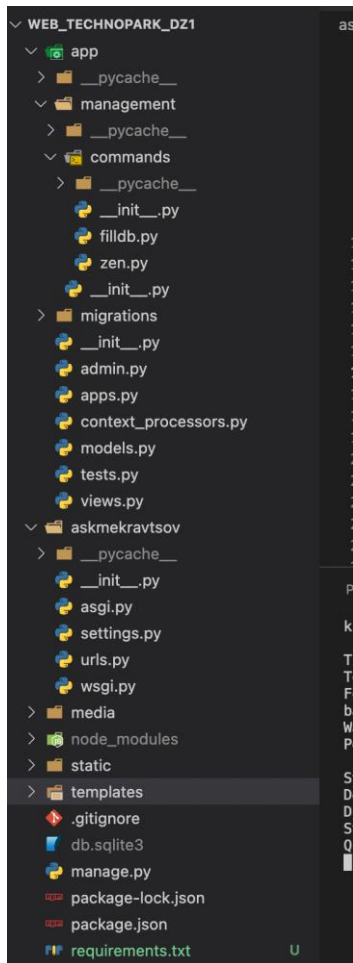 WEB_TECHNOPARK_DZ1
as
app
__pycache__
management
__pycache__
commands
__pycache__
__init__.py
filldb.py
zen.py
__init__.py
migrations
__init__.py
admin.py
apps.py
context_processors.py
models.py
tests.py
views.py
askmekravtsov
__pycache__
__init__.py
asgi.py
settings.py
urls.py
wsgi.py
media
node_modules
static
templates
.gitignore
db.sqlite3
manage.py
package-lock.json
package.json
requirements.txt U